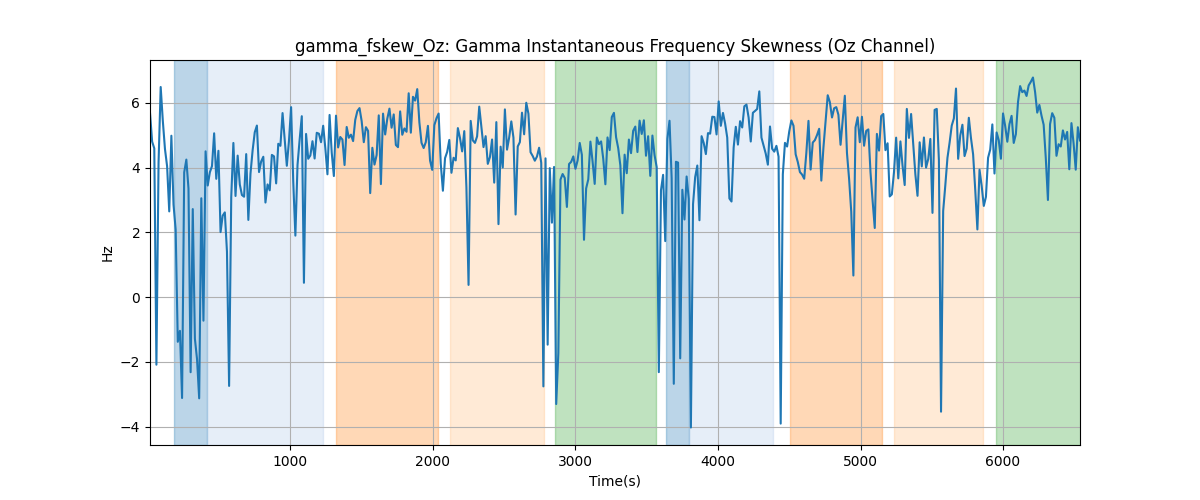 gamma_fskew_Oz: Gamma Instantaneous Frequency Skewness (Oz Channel)
6
4
2
0
−2
−4
Hz
1000 2000 3000 4000 5000 6000
Time(s)